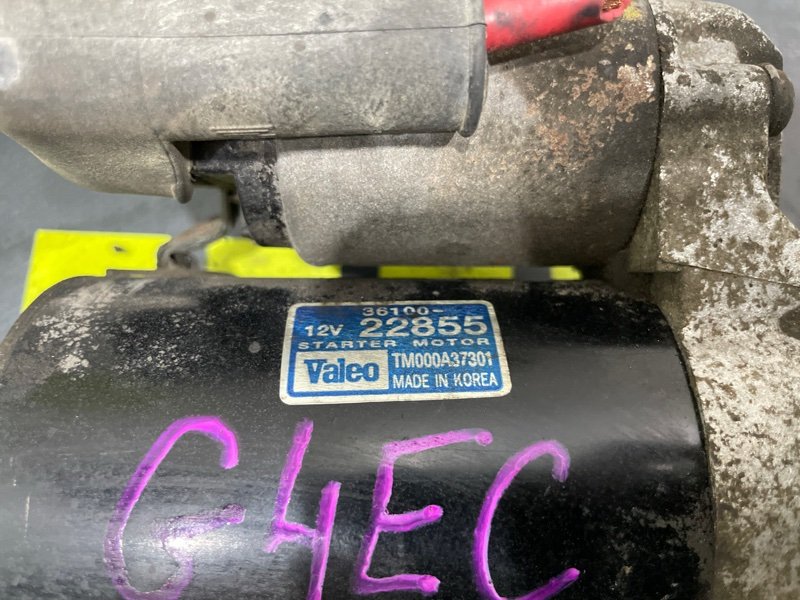 36100-
12V 22855
STARTER MOTOR
Valeo TM000A37301
MADE IN KOREA
G4EC